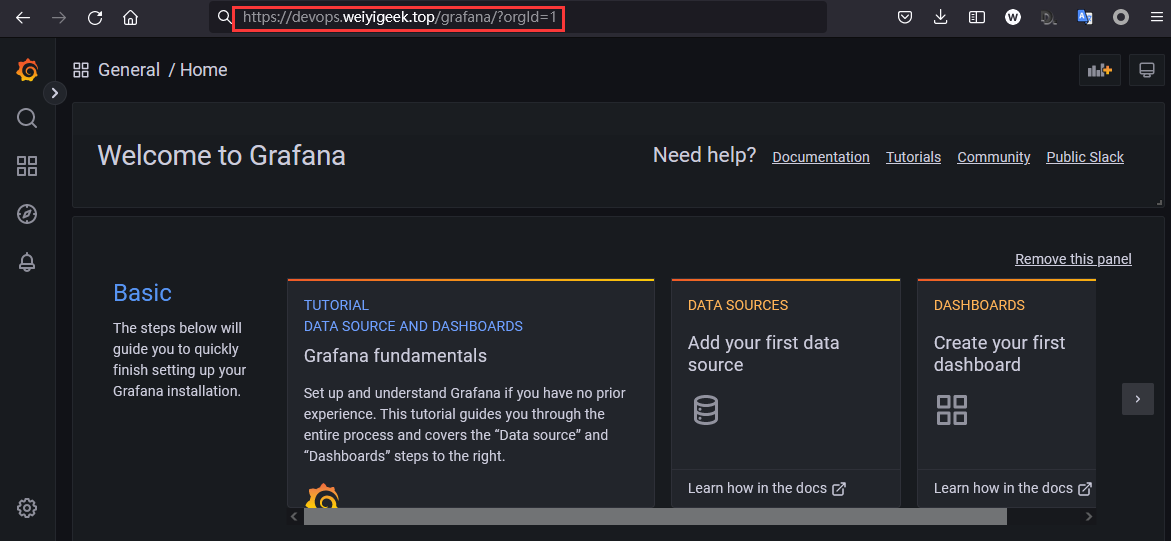 https://devops.weiyigeek.top/grafana/?orgId=1
General / Home
Welcome to Grafana
Need help? Documentation Tutorials Community Public Slack
Remove this panel
Basic
The steps below will
guide you to quickly
finish setting up your
Grafana installation.
TUTORIAL
DATA SOURCE AND DASHBOARDS
Grafana fundamentals
Set up and understand Grafana if you have no prior
experience. This tutorial guides you through the
entire process and covers the “Data source” and
“Dashboards” steps to the right.
DATA SOURCES
Add your first data
source
Learn how in the docs
DASHBOARDS
Create your first
dashboard
Learn how in the docs